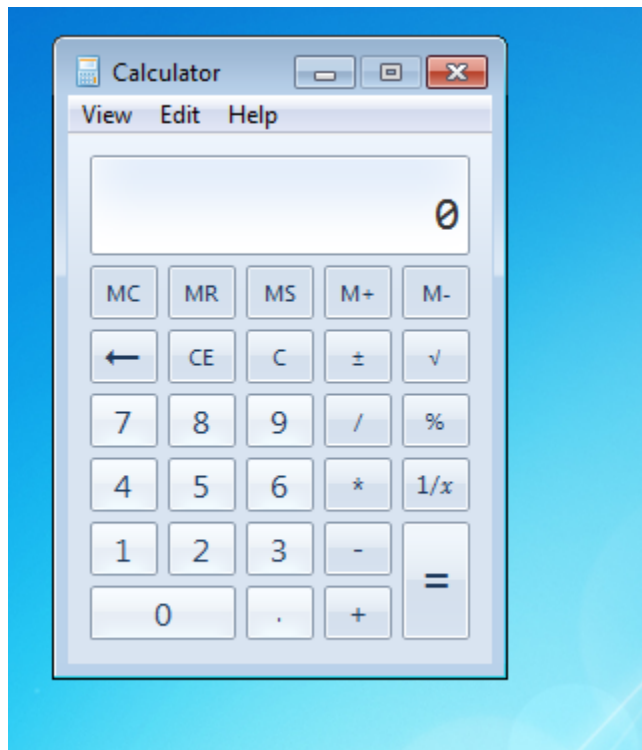 Calculator
View Edit Help
0
MC MR MS M+ M-
← CE C ± √
7 8 9 / %
4 5 6 * 1/x
1 2 3 - =
0 . +